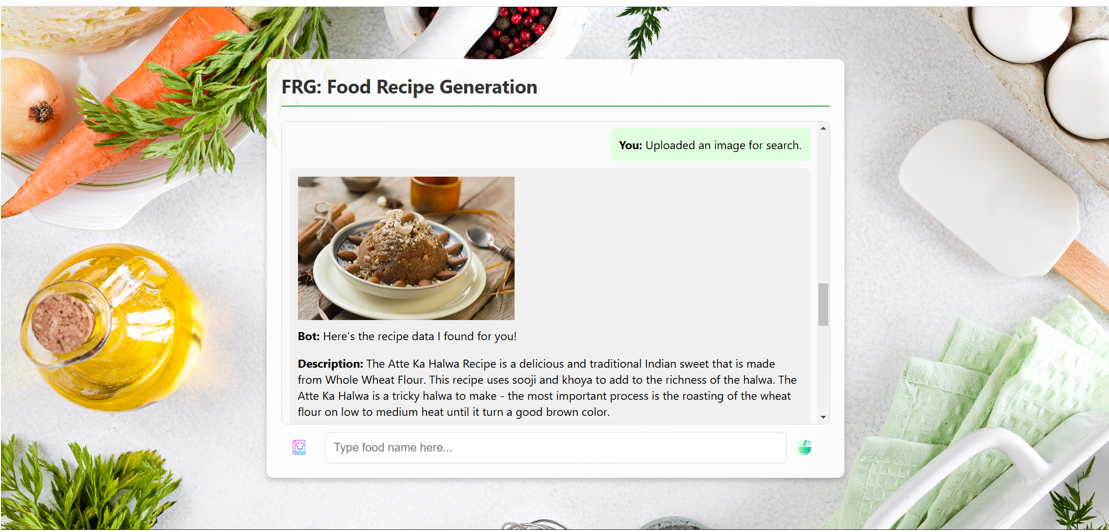 FRG: Food Recipe Generation
You: Uploaded an image for search.
Bot: Here's the recipe data I found for you!
Description: The Atte Ka Halwa Recipe is a delicious and traditional Indian sweet that is made
from Whole Wheat Flour. This recipe uses sooji and khoya to add to the richness of the halwa. The
Atte Ka Halwa is a tricky halwa to make - the most important process is the roasting of the wheat
flour on low to medium heat until it turn a good brown color.
Type food name here...